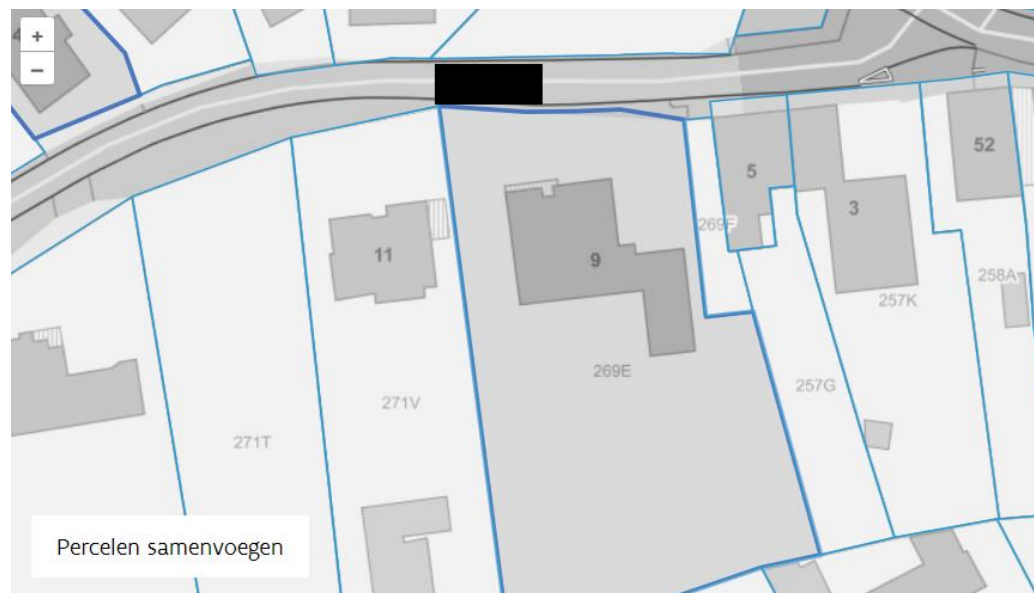 +
−
52
5
3
269F
11
9
258A
257K
269E
257G
271V
271T
Percelen samenvoegen